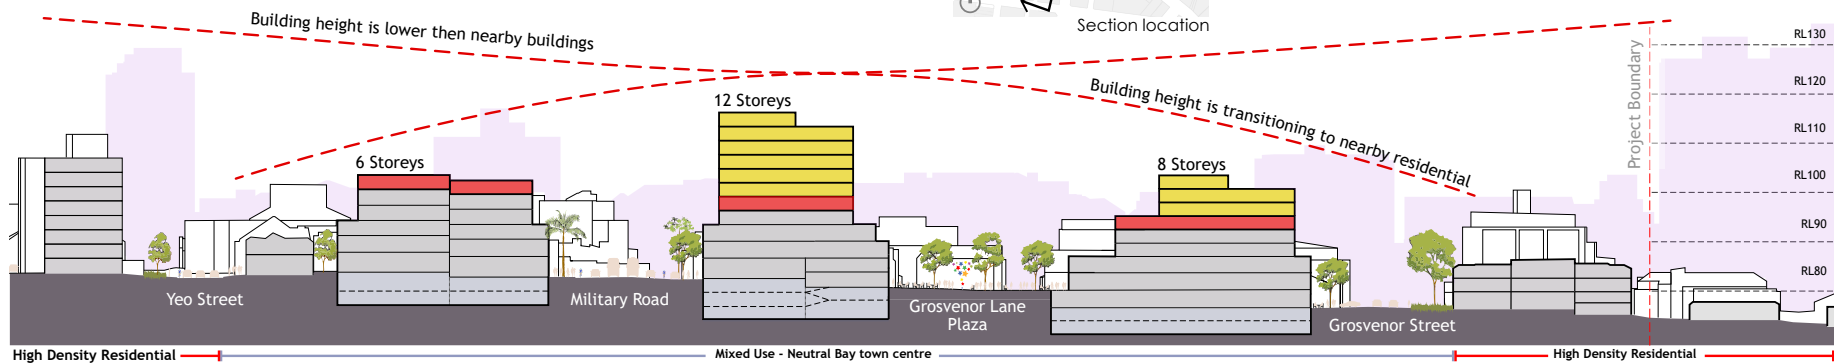 Section location
Building height is lower then nearby buildings
Building height is transitioning to nearby residential
Project Boundary
RL130
RL120
RL110
RL100
RL90
RL80
12 Storeys
6 Storeys
8 Storeys
Yeo Street
Military Road
Grosvenor Lane
Plaza
Grosvenor Street
High Density Residential
Mixed Use - Neutral Bay town centre
High Density Residential